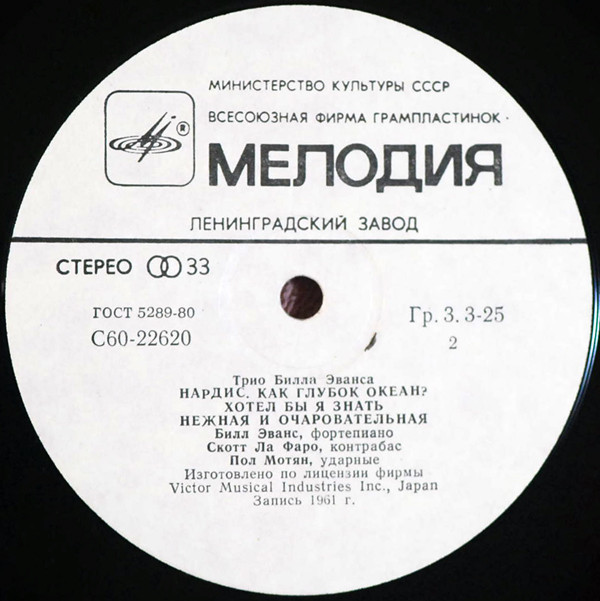 МИНИСТЕРСТВО КУЛЬТУРЫ СССР
ВСЕСОЮЗНАЯ ФИРМА ГРАМПЛАСТИНОК
®
МЕЛОДИЯ
ЛЕНИНГРАДСКИЙ ЗАВОД
СТЕРЕО 33
ГОСТ 5289-80
Гр. 3. 3-25
С60-22620
2
Трио Билла Эванса
НАРДИС. КАК ГЛУБОК ОКЕАН?
ХОТЕЛ БЫ Я ЗНАТЬ
НЕЖНАЯ И ОЧАРОВАТЕЛЬНАЯ
Билл Эванс, фортепиано
Скотт Ла Фаро, контрабас
Пол Мотян, ударные
Изготовлено по лицензии фирмы
Victor Musical Industries Inc., Japan
Запись 1961 г.